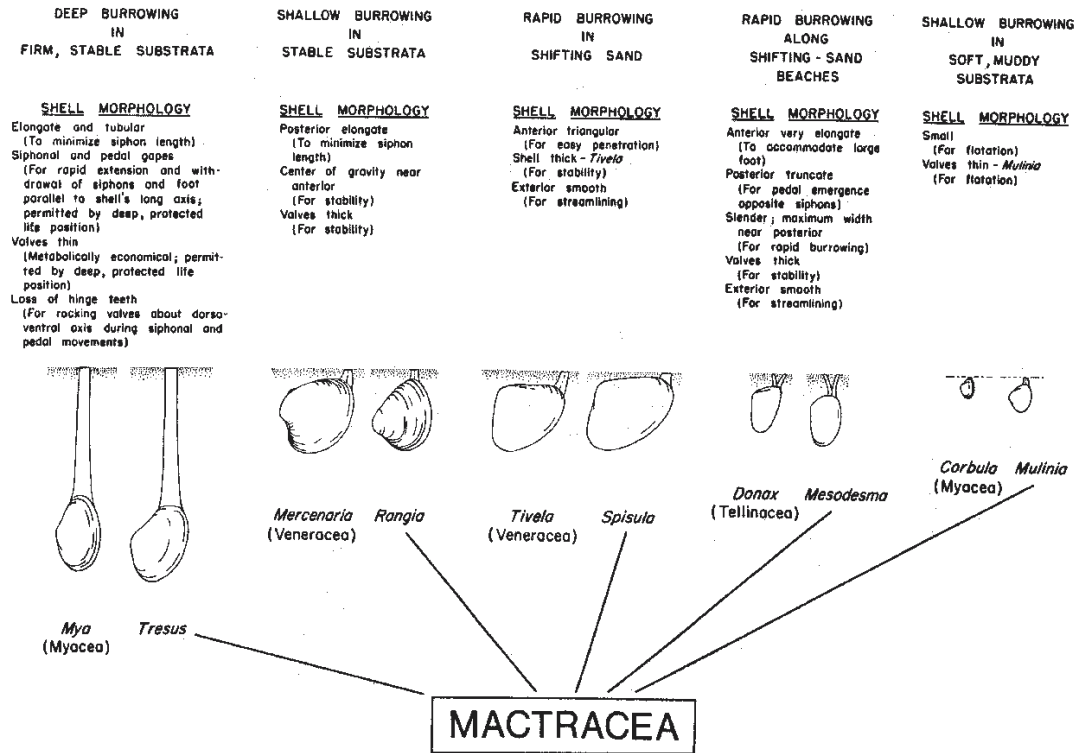 DEEP BURROWING
IN
FIRM, STABLE SUBSTRATA
SHELL MORPHOLOGY
Elongate and tubular
(To minimize siphon length)
Siphonal and pedal gapes
(For rapid extension and with-
drawal of siphons and foot
parallel to shell's long axis;
permitted by deep, protected
life position)
Valves thin
(Metabolically economical; permit-
ted by deep, protected life
position)
Loss of hinge teeth
(For rocking valves about dorso-
ventral axis during siphonal and
pedal movements)
Mya
(Myacea)
Tresus
SHALLOW BURROWING
IN
STABLE SUBSTRATA
SHELL MORPHOLOGY
Posterior elongate
(To minimize siphon
length)
Center of gravity near
anterior
(For stability)
Valves thick
(For stability)
Mercenaria
(Veneracea)
Rangia
RAPID BURROWING
IN
SHIFTING SAND
SHELL MORPHOLOGY
Anterior triangular
(For easy penetration)
Shell thick - Tivela
(For stability)
Exterior smooth
(For streamlining)
Tivela
(Veneracea)
Spisula
RAPID BURROWING
ALONG
SHIFTING - SAND
BEACHES
SHELL MORPHOLOGY
Anterior very elongate
(To accommodate large
foot)
Posterior truncate
(For pedal emergence
opposite siphons)
Slender; maximum width
near posterior
(For rapid burrowing)
Valves thick
(For stability)
Exterior smooth
(For streamlining)
Donax
(Tellinacea)
Mesodesma
SHALLOW BURROWING
IN
SOFT, MUDDY
SUBSTRATA
SHELL MORPHOLOGY
Small
(For flatation)
Valves thin - Mulinia
(For flatation)
Corbula
(Myacea)
Mulinia
MACTRACEA